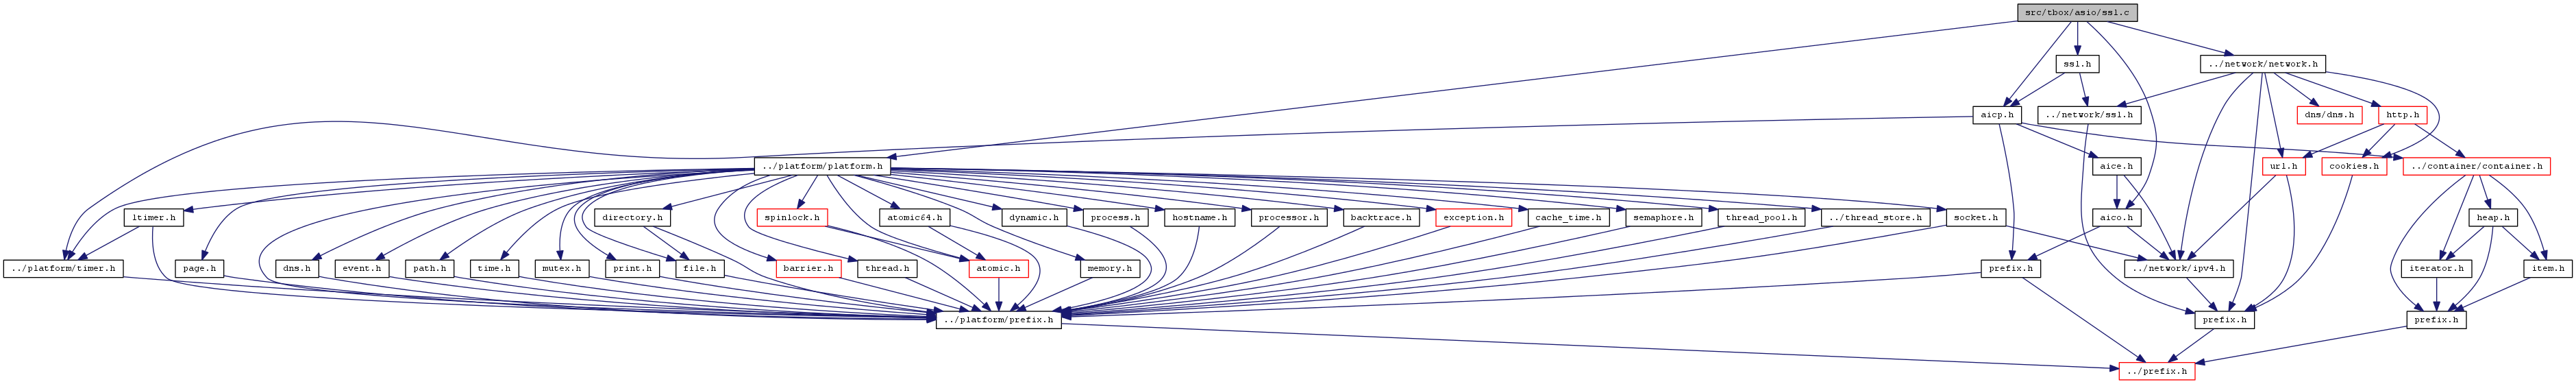 src/tbox/asio/ssl.c
ssl.h
../network/network.h
aicp.h
../network/ssl.h
dns/dns.h
http.h
../platform/platform.h
aice.h
url.h
cookies.h
../container/container.h
ltimer.h
directory.h
spinlock.h
atomic64.h
dynamic.h
process.h
hostname.h
processor.h
backtrace.h
exception.h
cache_time.h
semaphore.h
thread_pool.h
../thread_store.h
socket.h
aico.h
heap.h
../platform/timer.h
page.h
dns.h
event.h
path.h
time.h
mutex.h
print.h
file.h
barrier.h
thread.h
atomic.h
memory.h
prefix.h
../network/ipv4.h
iterator.h
item.h
../platform/prefix.h
prefix.h
prefix.h
../prefix.h